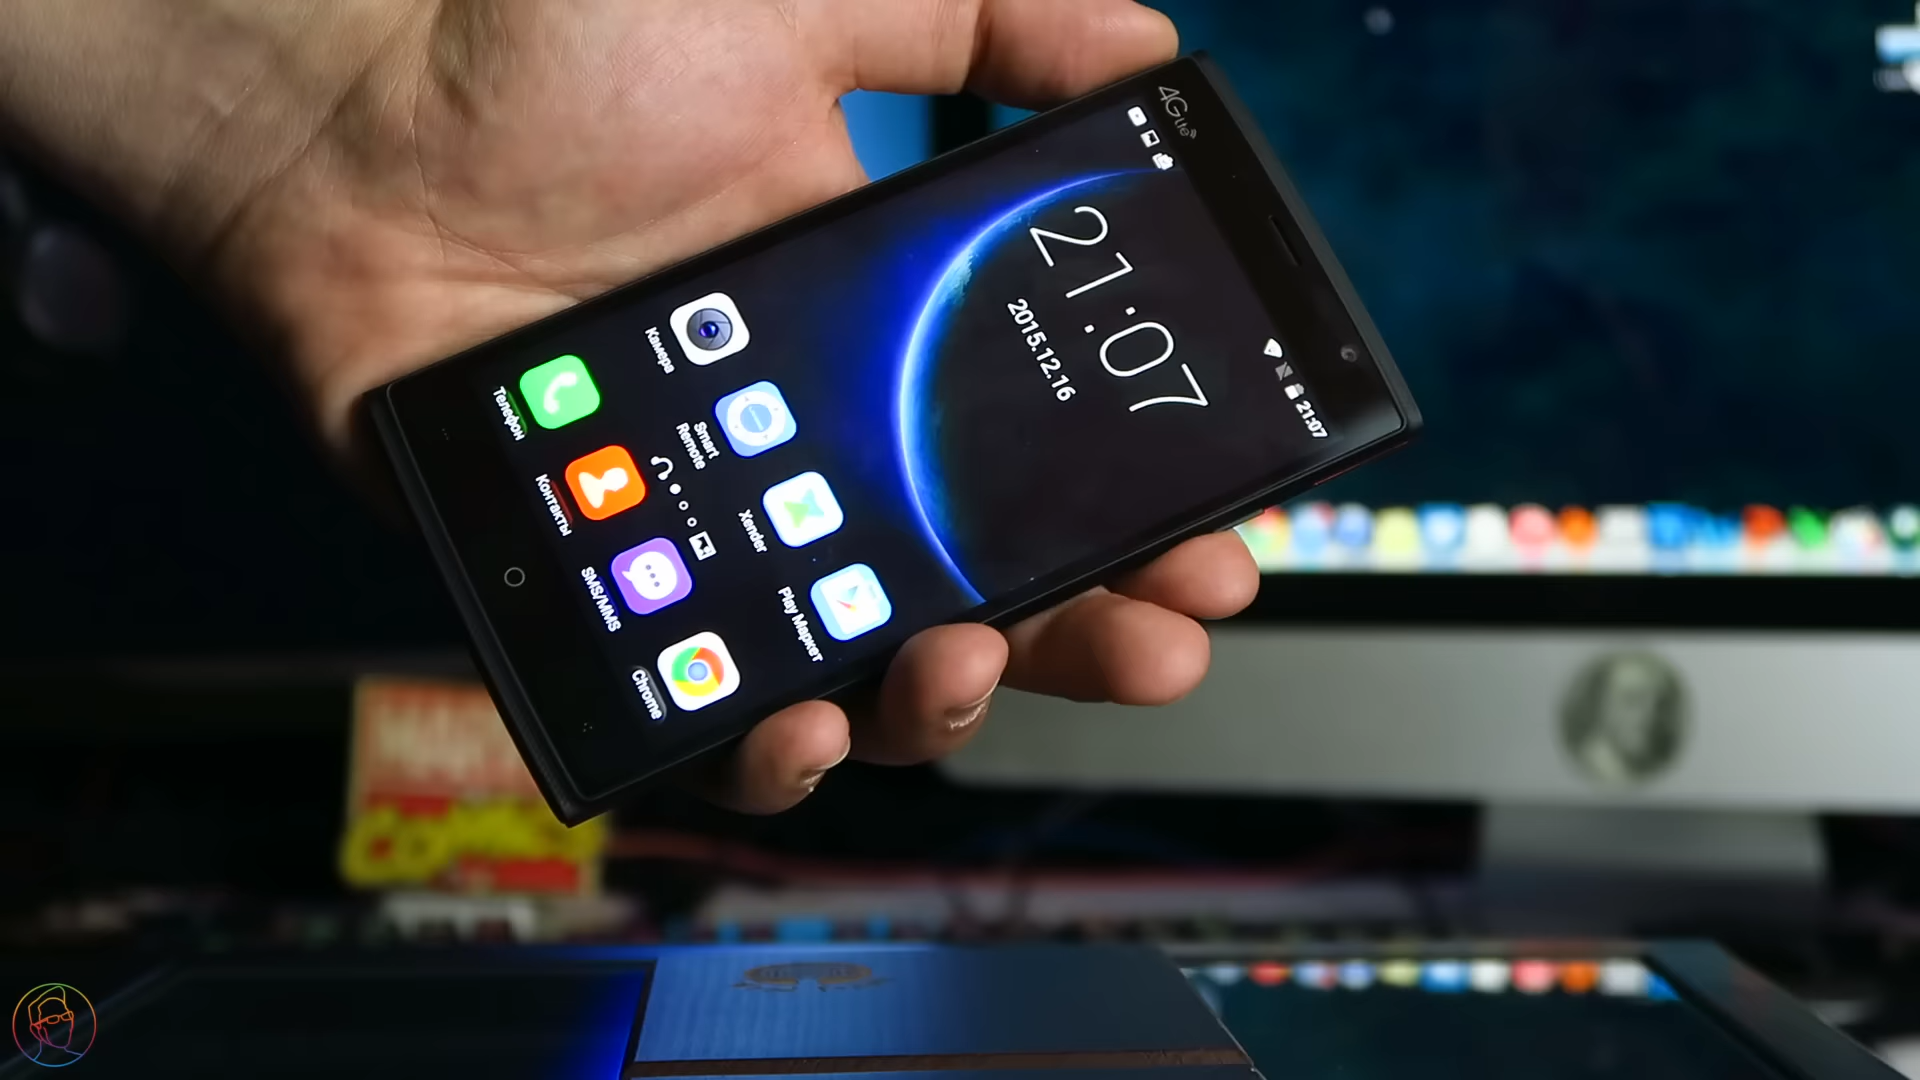 4G LTE
21:07
21:07
2015.12.16
Камера
Smart
Remote
Xender
Play Маркет
Телефон
Контакты
SMS/MMS
Chrome